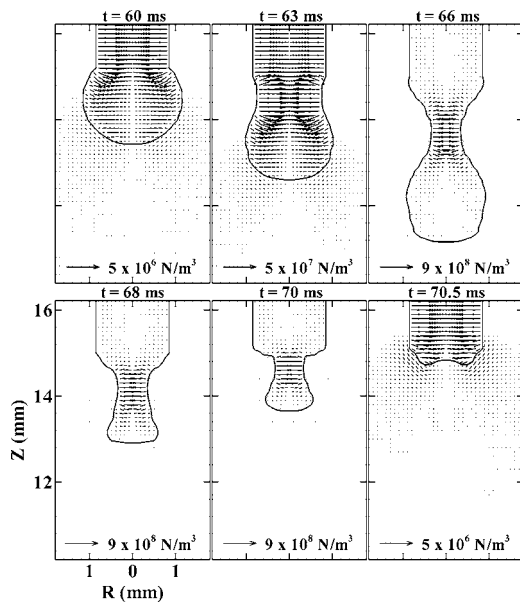 t = 60 ms
t = 63 ms
t = 66 ms
5 x 10⁶ N/m³
5 x 10⁷ N/m³
9 x 10⁸ N/m³
t = 68 ms
t = 70 ms
t = 70.5 ms
16
14
12
Z (mm)
9 x 10⁸ N/m³
9 x 10⁸ N/m³
5 x 10⁶ N/m³
1 0 1
R (mm)